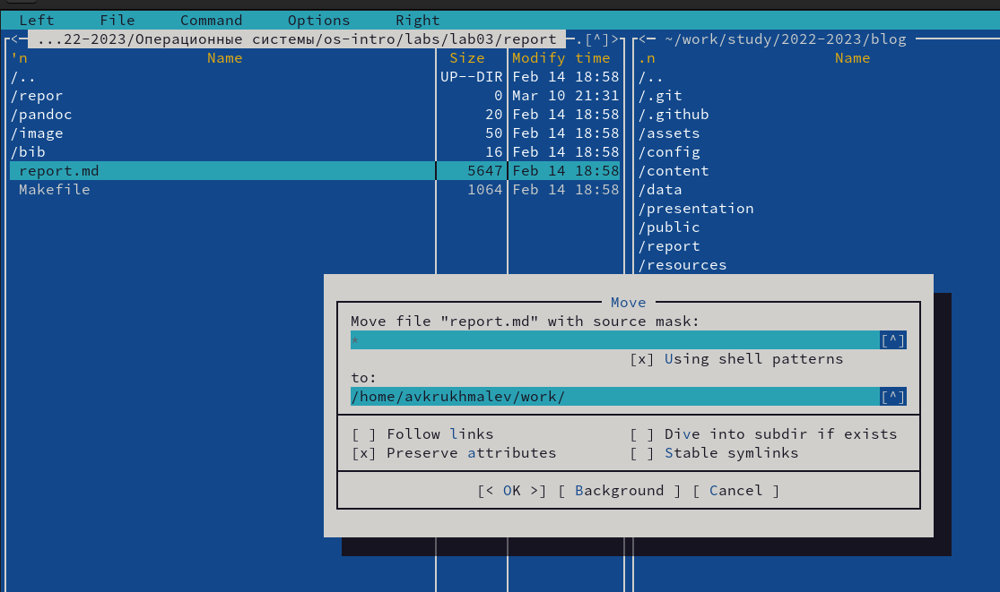 Left File Command Options Right
<─ ...22-2023/Операционные системы/os-intro/labs/lab03/report ─.[^]>
'n Name Size Modify time
/.. UP--DIR Feb 14 18:58
/repor 0 Mar 10 21:31
/pandoc 20 Feb 14 18:58
/image 50 Feb 14 18:58
/bib 16 Feb 14 18:58
report.md 5647 Feb 14 18:58
Makefile 1064 Feb 14 18:58
<─ ~/work/study/2022-2023/blog
.n Name
/..
/.git
/.github
/assets
/config
/content
/data
/presentation
/public
/report
/resources
Move
Move file "report.md" with source mask:
* [^]
[x] Using shell patterns
to:
/home/avkrukhmalev/work/ [^]
[ ] Follow links [ ] Dive into subdir if exists
[x] Preserve attributes [ ] Stable symlinks
[< OK >] [ Background ] [ Cancel ]